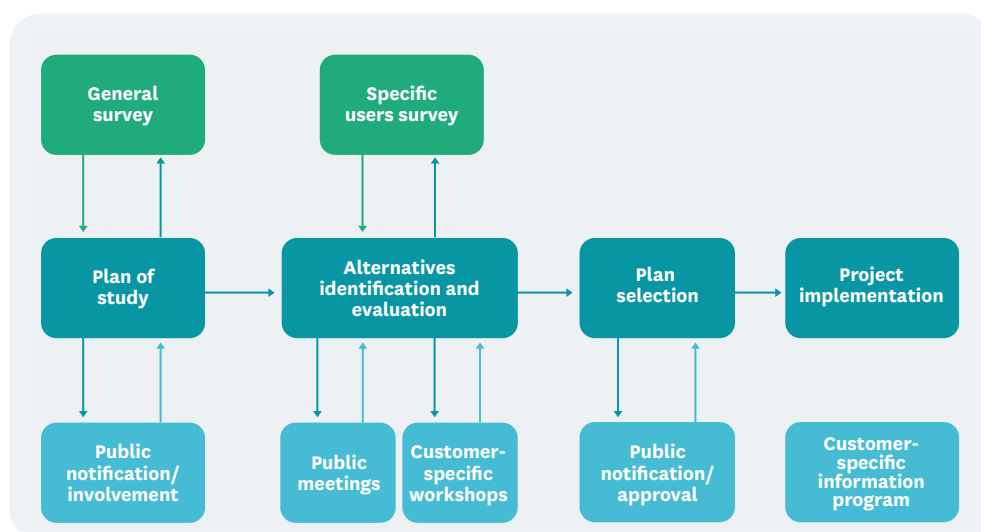 General
survey
Specific
users survey
Plan of
study
Alternatives
identification and
evaluation
Plan
selection
Project
implementation
Public
notification/
involvement
Public
meetings
Customer-
specific
workshops
Public
notification/
approval
Customer-
specific
information
program